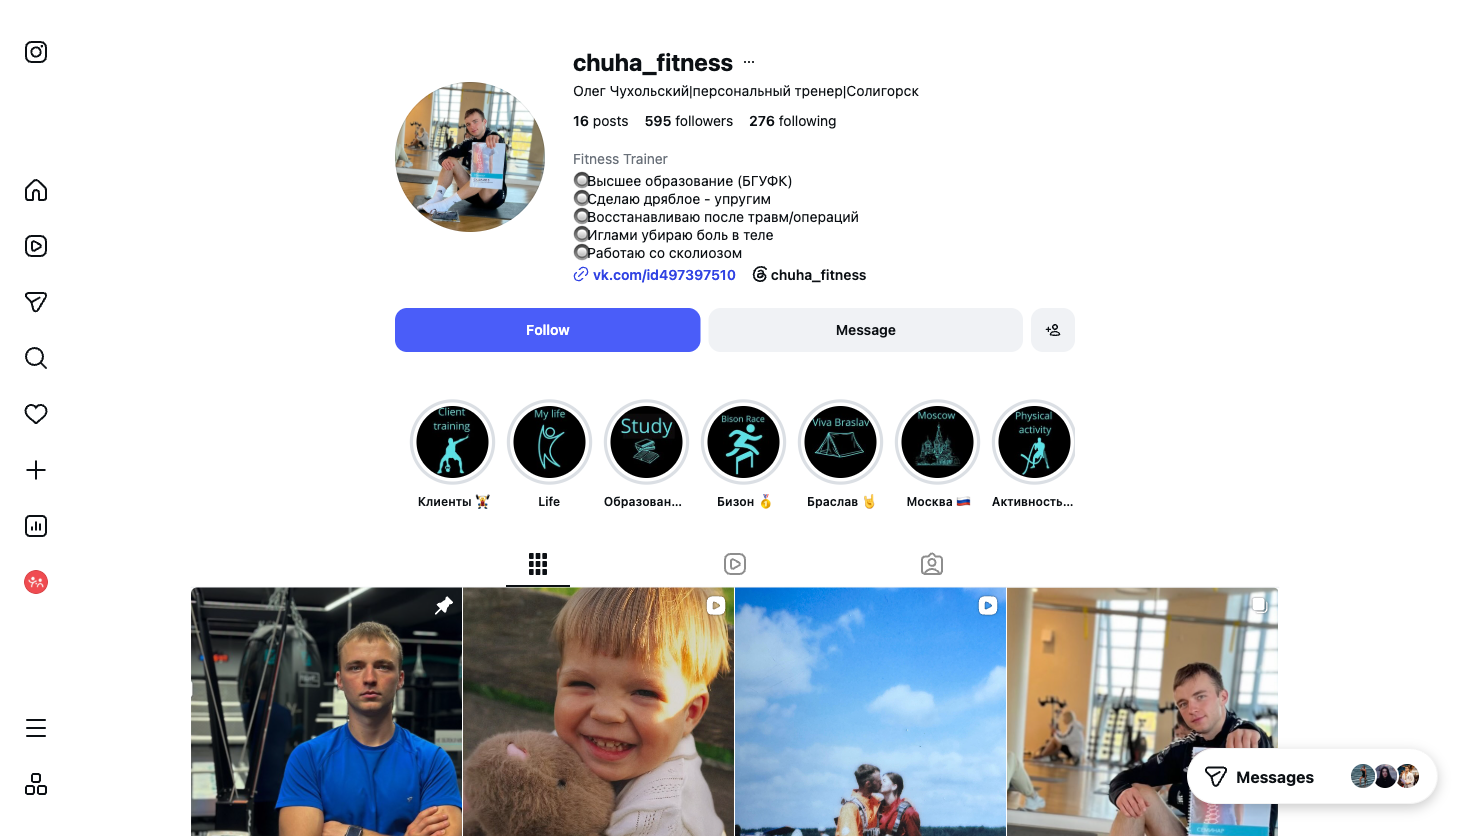 chuha_fitness
Олег Чухольский|персональный тренер|Солигорск
16 posts 595 followers 276 following
Fitness Trainer
Высшее образование (БГУФК)
Сделаю дряблое - упругим
Восстанавливаю после травм/операций
Иглами убираю боль в теле
Работаю со сколиозом
vk.com/id497397510 chuha_fitness
Follow
Message
Client
training
My life
Study
Bison Race
Viva Braslav
Moscow
Physical
activity
Клиенты
Life
Образован...
Бизон
Браслав
Москва
Активность...
Messages